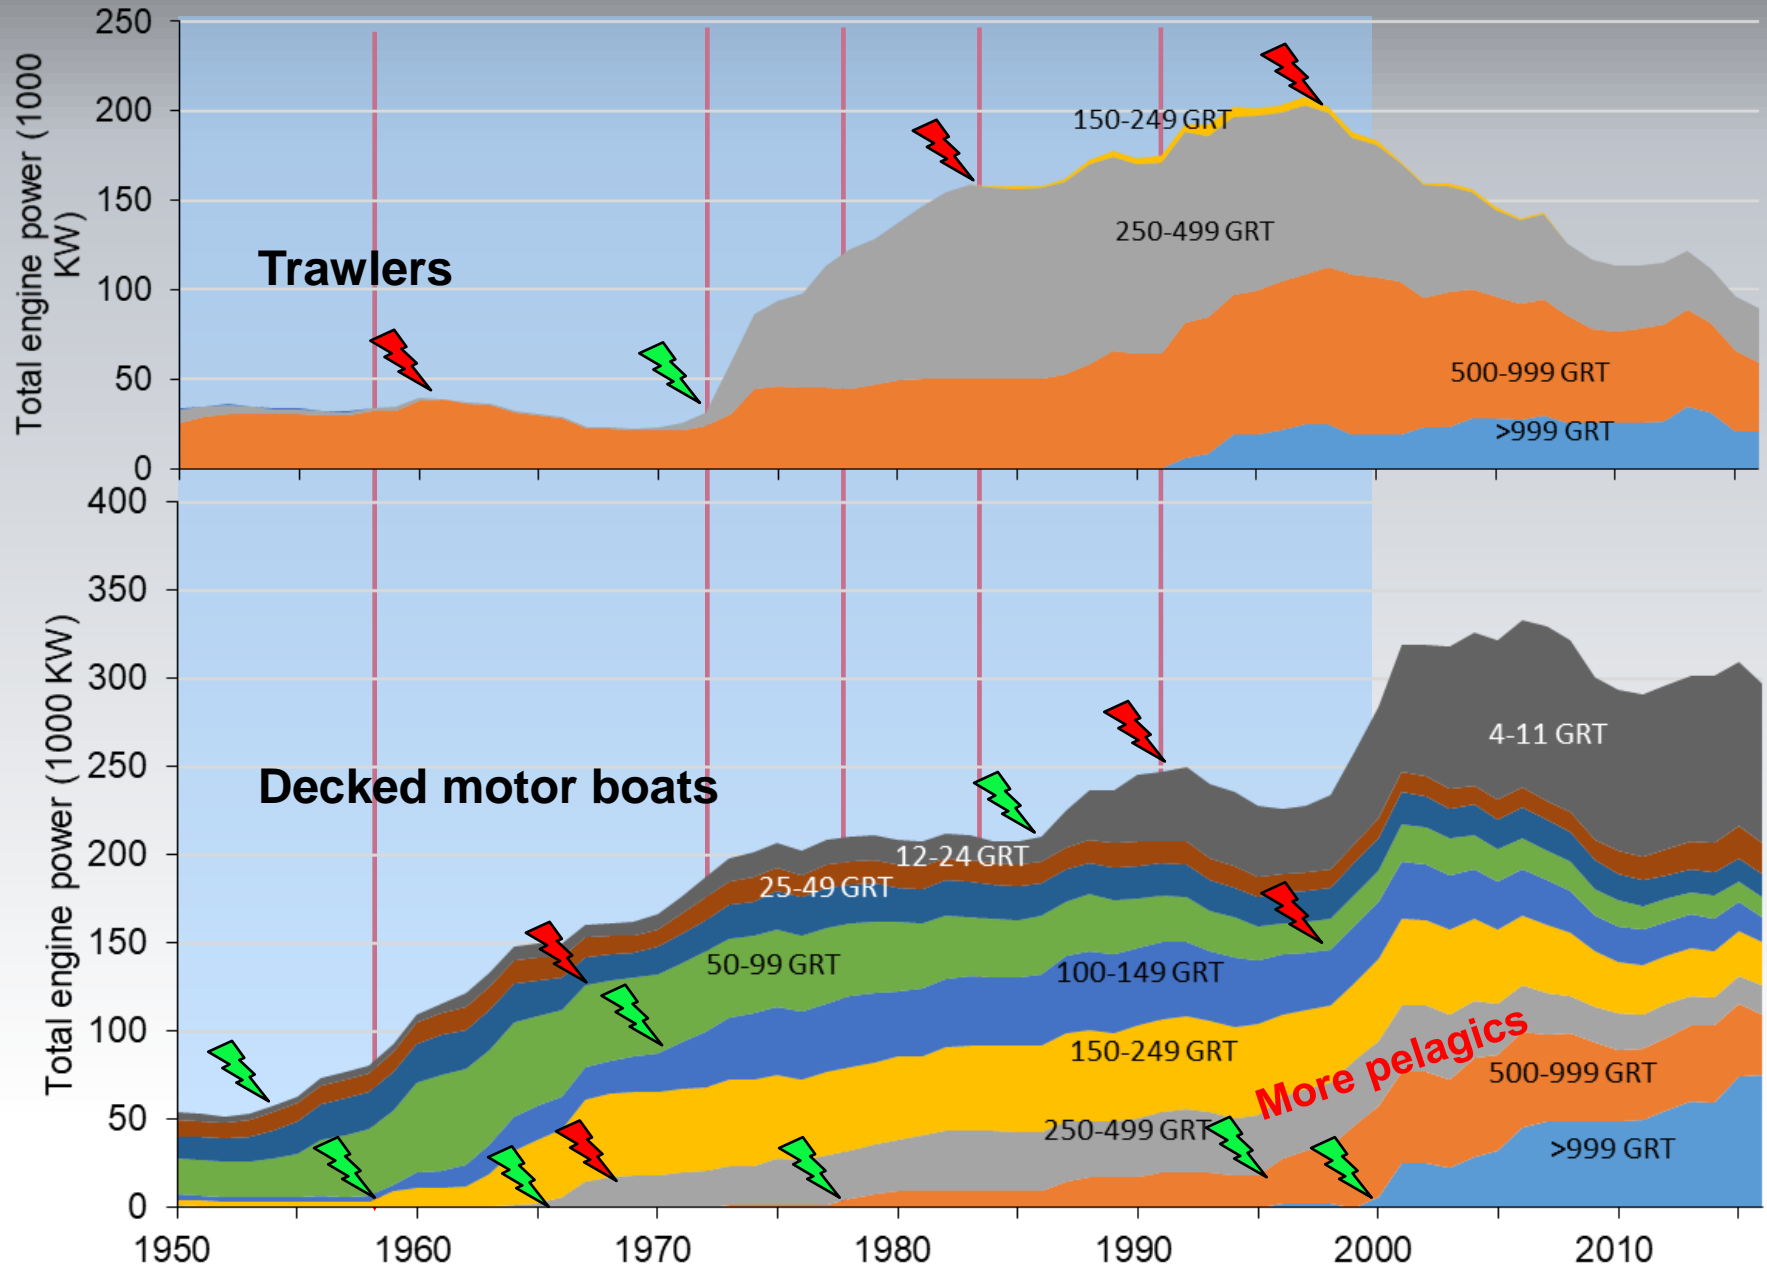 250
200
150
100
50
0
Total engine power (1000
KW)
Trawlers
150-249 GRT
250-499 GRT
500-999 GRT
>999 GRT
400
350
300
250
200
150
100
50
0
Total engine power (1000 KW)
Decked motor boats
4-11 GRT
12-24 GRT
25-49 GRT
50-99 GRT
100-149 GRT
150-249 GRT
More pelagics
500-999 GRT
250-499 GRT
>999 GRT
1950
1960
1970
1980
1990
2000
2010